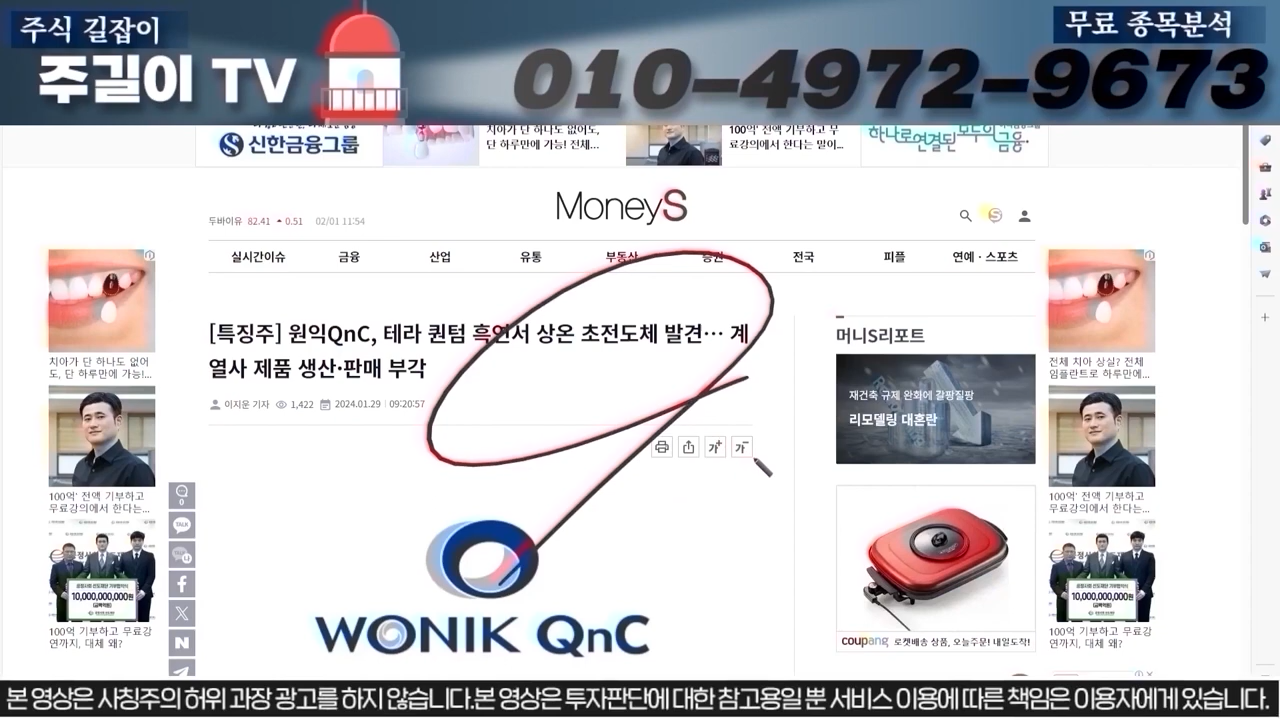 주식 길잡이
주길이 TV
무료 종목분석
010-4972-9673
신한금융그룹
치아가 단 하나도 없어도,
단 하루만에 가능! 전체...
100억' 전액 기부하고 무
료강의에서 한다는 말이...
하나로 연결된 모두의 금융.
MoneyS
두바이유 82.41 0.51 02/01 11:54
실시간이슈 금융 산업 유통 부동산 증권 전국 피플 연예·스포츠
[특징주] 원익QnC, 테라 퀀텀 흑연서 상온 초전도체 발견… 계
열사 제품 생산·판매 부각
이지운 기자 1,422 2024.01.29 09:20:57
가+ 가-
WONIK QnC
머니S리포트
재건축 규제 완화에 갈팡질팡
리모델링 대혼란
coupang 로켓배송 상품, 오늘주문! 내일도착!
치아가 단 하나도 없어
도, 단 하루만에 가능!...
100억' 전액 기부하고
무료강의에서 한다는...
10,000,000,000원
100억 기부하고 무료강
연까지, 대체 왜?
0
TALK
전체 치아 상실? 전체
임플란트로 하루만에...
100억' 전액 기부하고
무료강의에서 한다는...
10,000,000,000원
100억 기부하고 무료강
연까지, 대체 왜?
본 영상은 사칭주의 허위 과장 광고를 하지 않습니다.본 영상은 투자판단에 대한 참고용일 뿐 서비스 이용에 따른 책임은 이용자에게 있습니다.